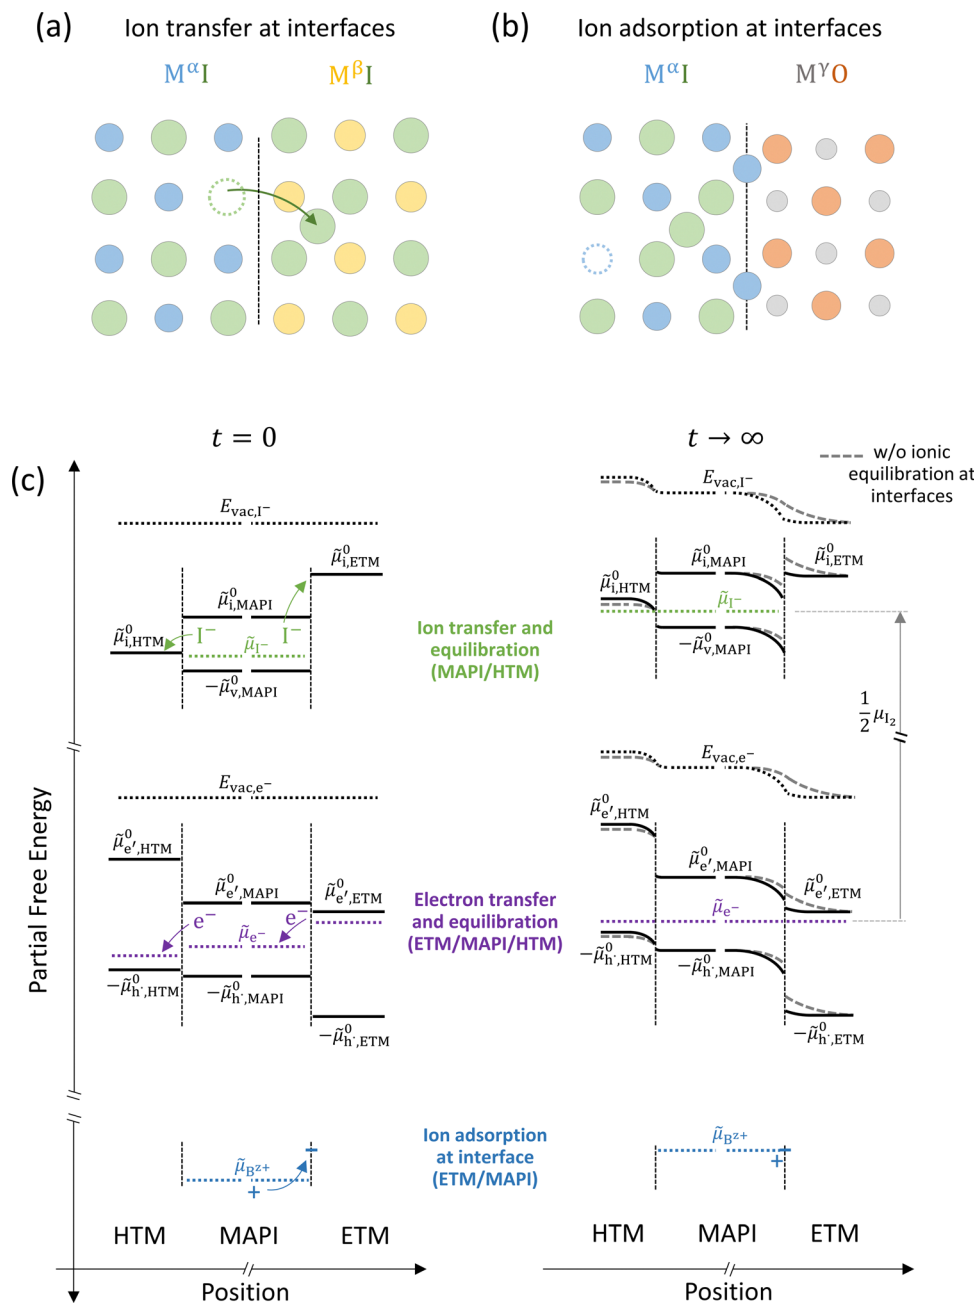 (a) Ion transfer at interfaces
MᵅI MᵝI
(b) Ion adsorption at interfaces
MᵅI MᵞO
(c)
t = 0
t → ∞
w/o ionic
equilibration at
interfaces
E_vac,I⁻
μ̃⁰_i,ETM
μ̃⁰_i,MAPI
μ̃⁰_i,HTM
I⁻
I⁻
μ̃_I⁻
−μ̃⁰_v,MAPI
Ion transfer and
equilibration
(MAPI/HTM)
E_vac,I⁻
μ̃⁰_i,MAPI
μ̃⁰_i,ETM
μ̃⁰_i,HTM
μ̃_I⁻
−μ̃⁰_v,MAPI
1/2 μ_I₂
E_vac,e⁻
μ̃⁰_e′,HTM
μ̃⁰_e′,MAPI
μ̃⁰_e′,ETM
e⁻
e⁻
μ̃_e⁻
−μ̃⁰_h·,HTM
−μ̃⁰_h·,MAPI
−μ̃⁰_h·,ETM
Electron transfer
and equilibration
(ETM/MAPI/HTM)
E_vac,e⁻
μ̃⁰_e′,HTM
μ̃⁰_e′,MAPI
μ̃⁰_e′,ETM
μ̃_e⁻
−μ̃⁰_h·,HTM
−μ̃⁰_h·,MAPI
−μ̃⁰_h·,ETM
Ion adsorption
at interface
(ETM/MAPI)
μ̃_Bᶻ⁺
+
−
μ̃_Bᶻ⁺
+
−
HTM MAPI ETM
HTM MAPI ETM
Position
Position
Partial Free Energy